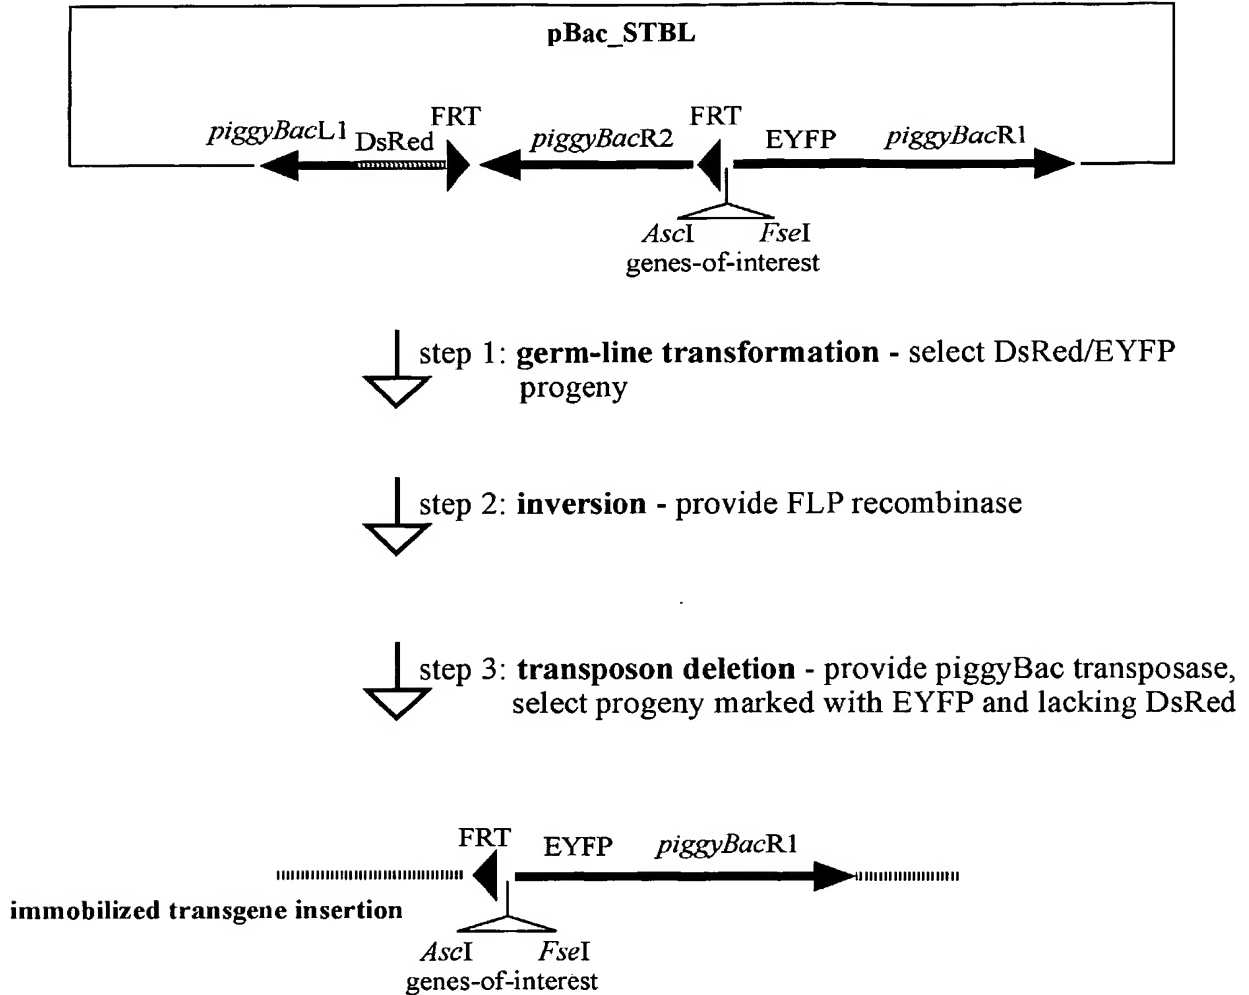 pBac_STBL
piggyBacL1 DsRed FRT piggyBacR2 FRT EYFP piggyBacR1
AscI FseI
genes-of-interest
step 1: germ-line transformation - select DsRed/EYFP
progeny
step 2: inversion - provide FLP recombinase
step 3: transposon deletion - provide piggyBac transposase,
select progeny marked with EYFP and lacking DsRed
FRT EYFP piggyBacR1
immobilized transgene insertion
AscI FseI
genes-of-interest